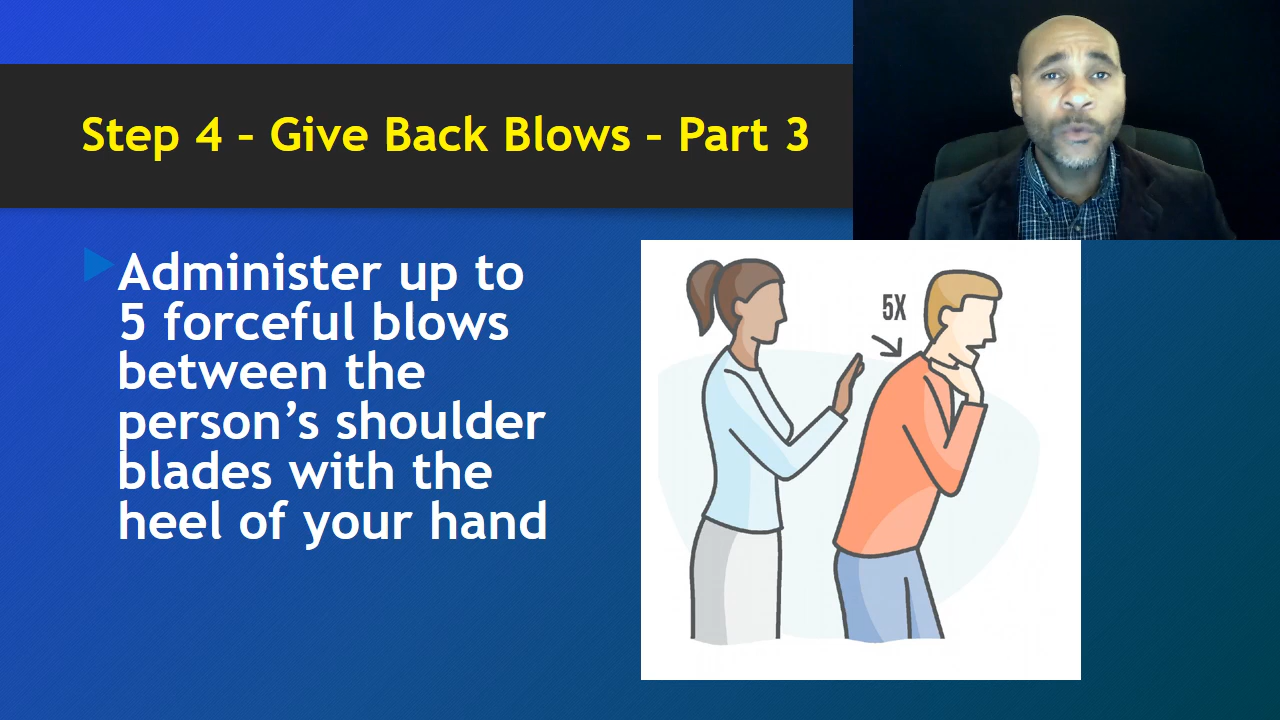 Step 4 – Give Back Blows – Part 3
Administer up to
5 forceful blows
between the
person’s shoulder
blades with the
heel of your hand
5X